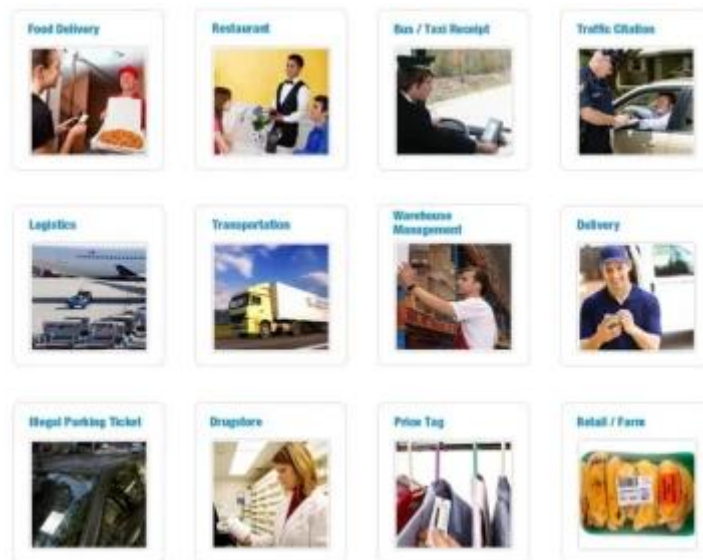 Food Delivery
Restaurant
Bus / Taxi Receipt
Traffic Citation
Logistics
Transportation
Warehouse
Management
Delivery
Illegal Parking Ticket
Drugstore
Price Tag
Retail / Farm